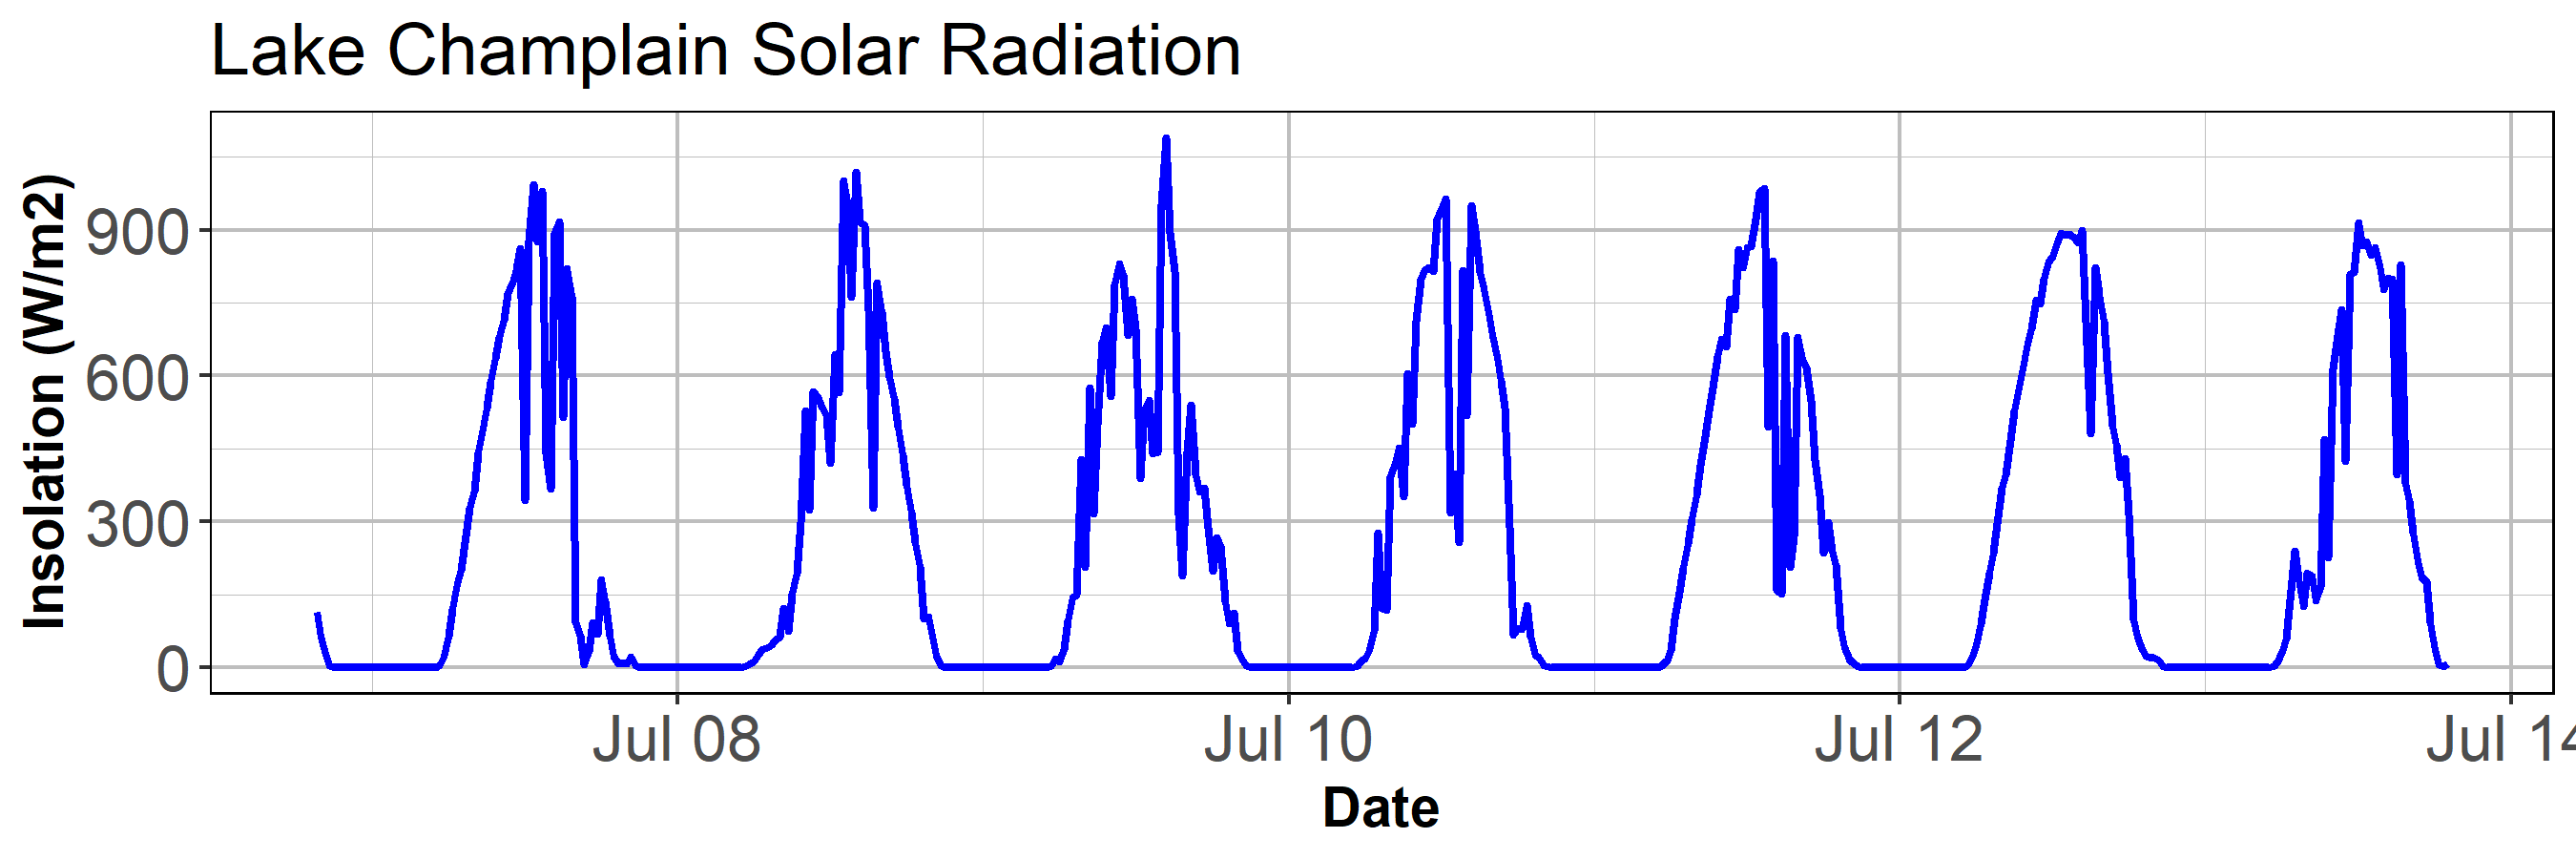 Lake Champlain Solar Radiation
Insolation (W/m2)
900
600
300
0
Jul 08 Jul 10 Jul 12 Jul 14
Date